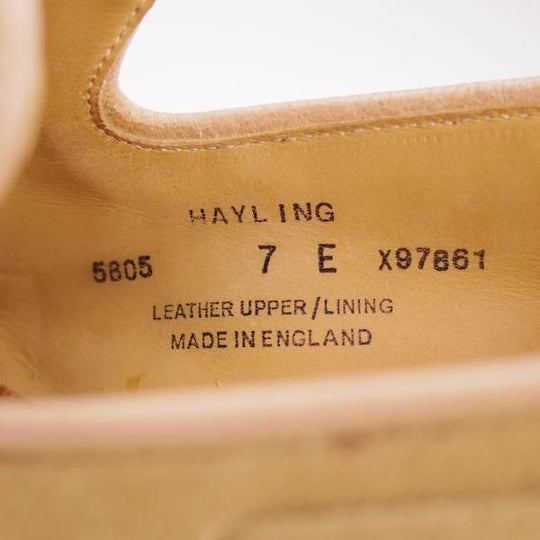 HAYLING
5805 7 E X97861
LEATHER UPPER/LINING
MADE IN ENGLAND